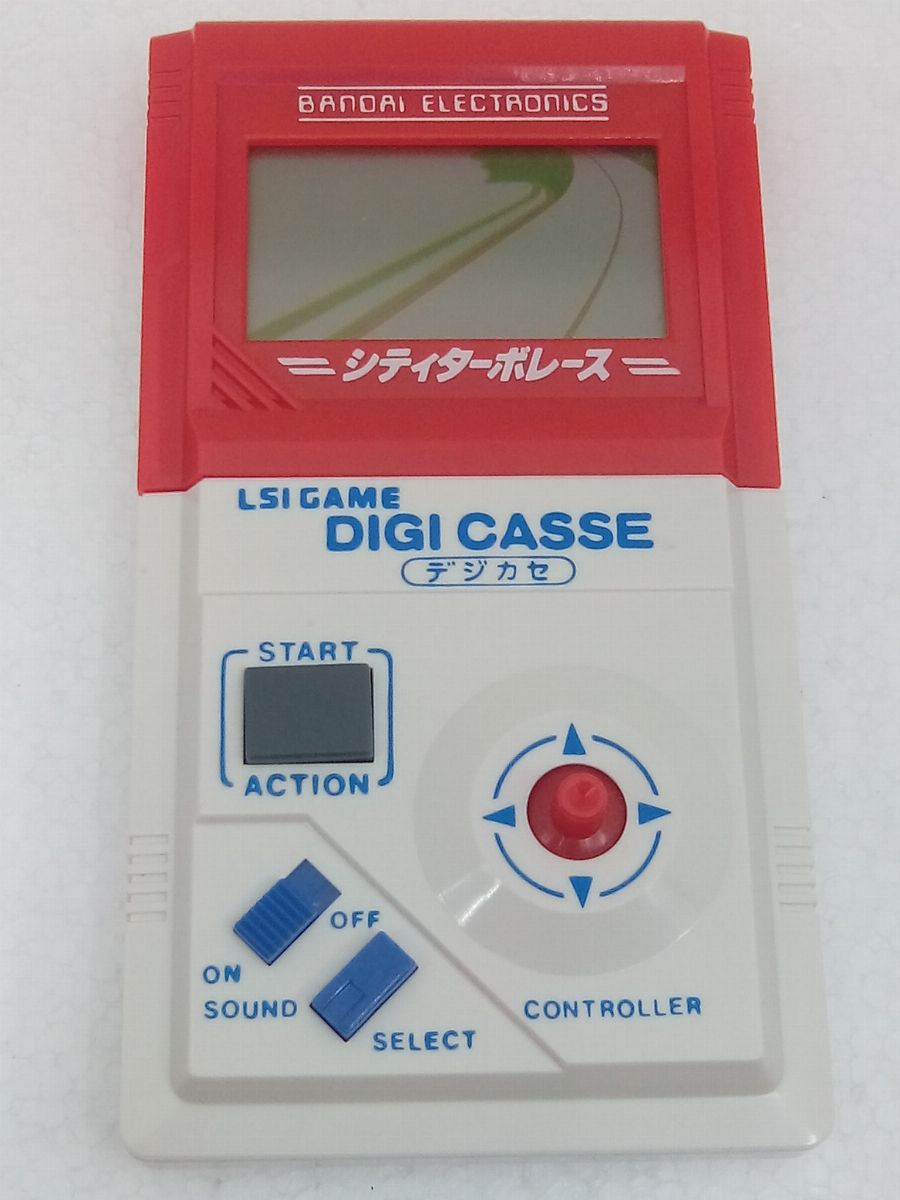 BANDAI ELECTRONICS
シティターボレース
LSI GAME
DIGI CASSE
デジカセ
START
ACTION
OFF
ON
SOUND
SELECT
CONTROLLER